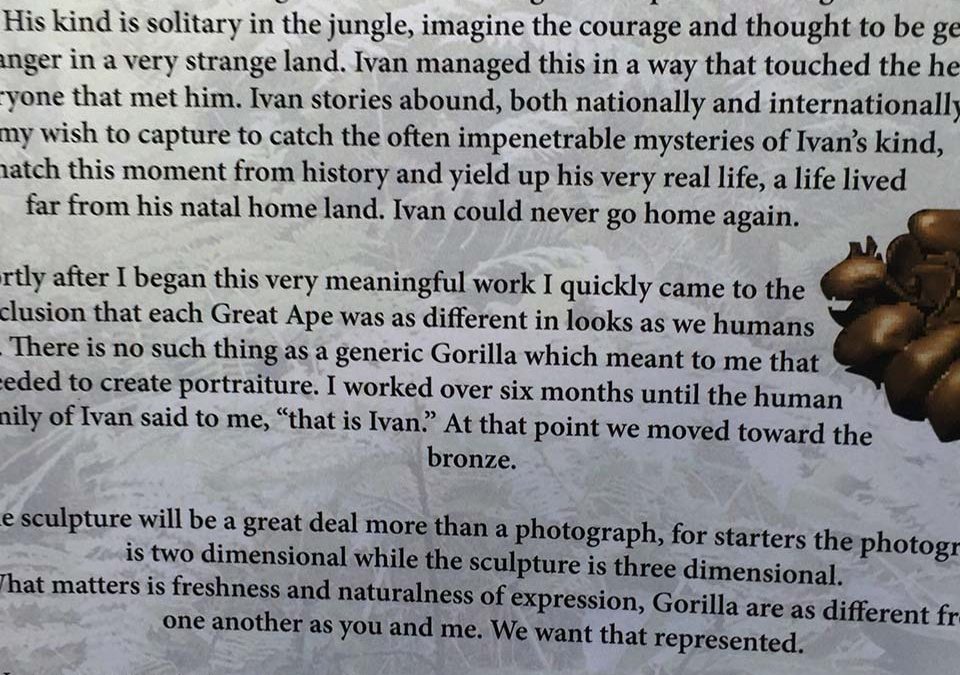 His kind is solitary in the jungle, imagine the courage and thought to be ge
anger in a very strange land. Ivan managed this in a way that touched the he
ryone that met him. Ivan stories abound, both nationally and internationally
my wish to capture to catch the often impenetrable mysteries of Ivan's kind,
natch this moment from history and yield up his very real life, a life lived
far from his natal home land. Ivan could never go home again.
rtly after I began this very meaningful work I quickly came to the
clusion that each Great Ape was as different in looks as we humans
. There is no such thing as a generic Gorilla which meant to me that
eeded to create portraiture. I worked over six months until the human
mily of Ivan said to me, “that is Ivan.” At that point we moved toward the
bronze.
e sculpture will be a great deal more than a photograph, for starters the photogr
is two dimensional while the sculpture is three dimensional.
What matters is freshness and naturalness of expression, Gorilla are as different fr
one another as you and me. We want that represented.